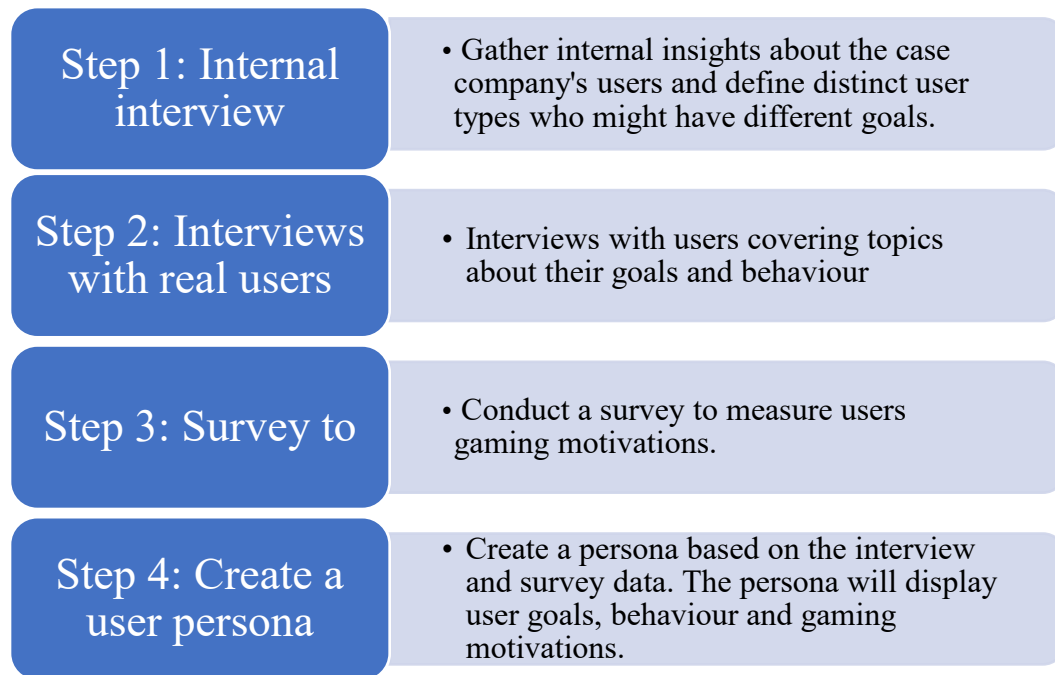 Step 1: Internal
interview
• Gather internal insights about the case
company's users and define distinct user
types who might have different goals.
Step 2: Interviews
with real users
• Interviews with users covering topics
about their goals and behaviour
Step 3: Survey to
• Conduct a survey to measure users
gaming motivations.
Step 4: Create a
user persona
• Create a persona based on the interview
and survey data. The persona will display
user goals, behaviour and gaming
motivations.